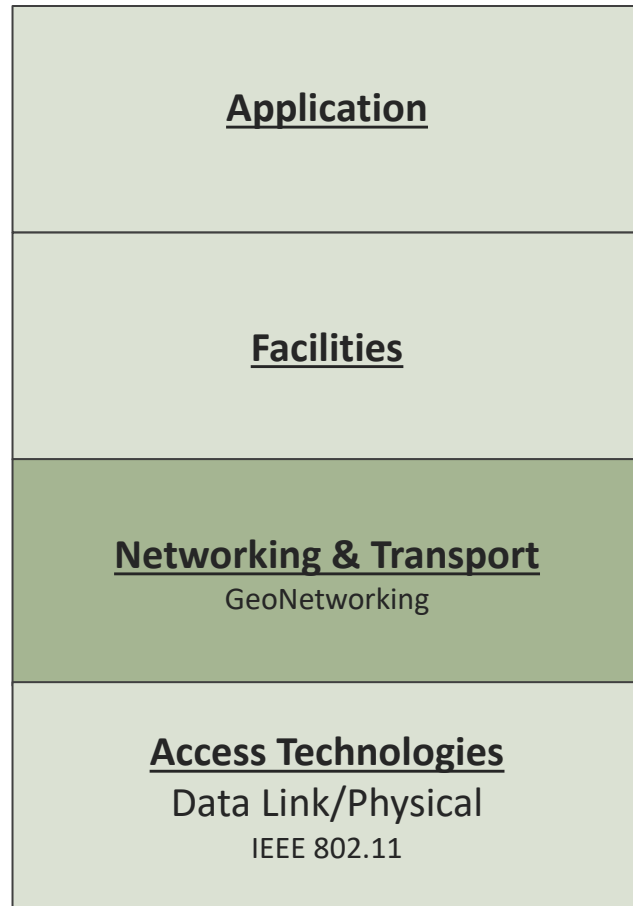 Application
Facilities
Networking & Transport
GeoNetworking
Access Technologies
Data Link/Physical
IEEE 802.11